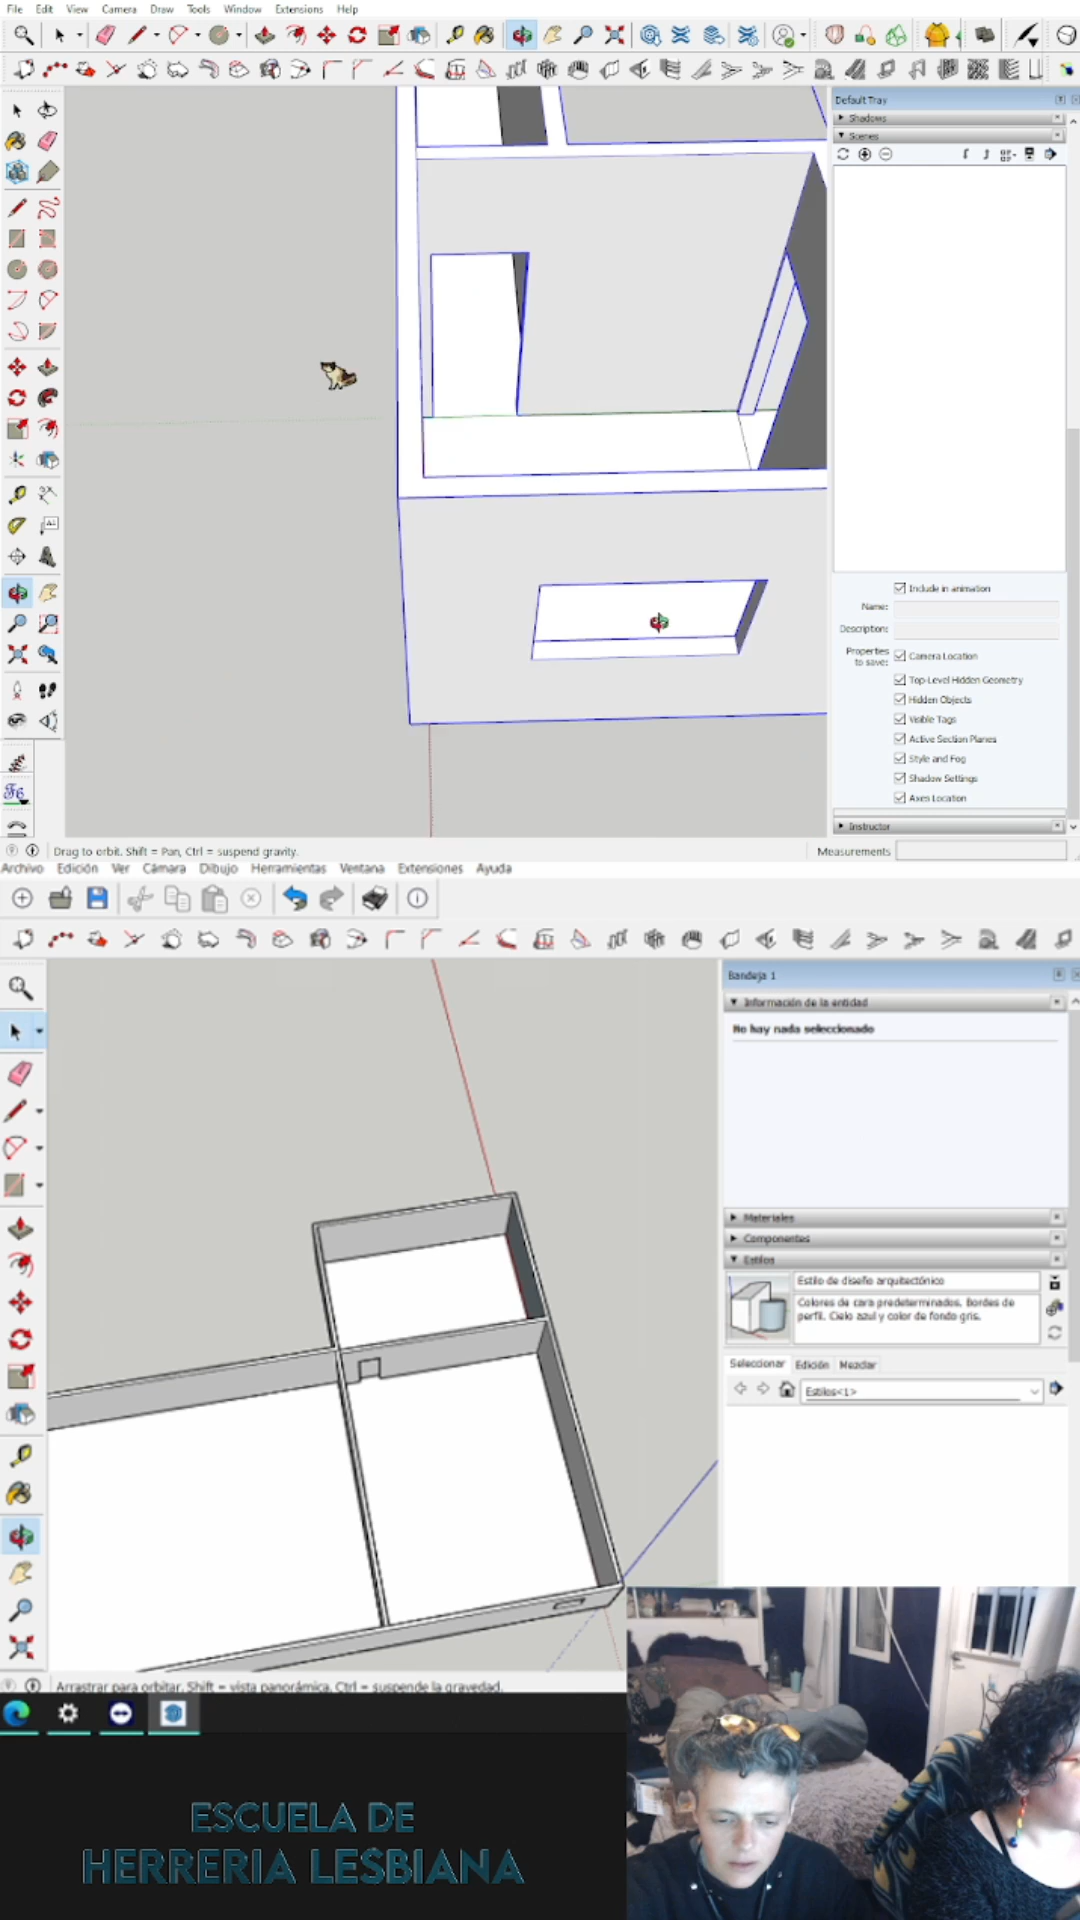 File Edit View Camera Draw Tools Window Extensions Help
Default Tray
Shadows
Scenes
Include in animation
Name:
Description:
Properties to save:
Camera Location
Top-Level Hidden Geometry
Hidden Objects
Visible Tags
Active Section Planes
Style and Fog
Shadow Settings
Axes Location
Instructor
Drag to orbit. Shift = Pan, Ctrl = suspend gravity.
Measurements
Archivo Edición Ver Cámara Dibujo Herramientas Ventana Extensiones Ayuda
Bandeja 1
Información de la entidad
No hay nada seleccionado
Materiales
Componentes
Estilos
Estilo de diseño arquitectónico
Colores de cara predeterminados. Bordes de
perfil. Cielo azul y color de fondo gris.
Seleccionar Edición Mezclar
Estilos<1>
Arrastrar para orbitar. Shift = vista panorámica, Ctrl = suspende la gravedad.
ESCUELA DE
HERRERIA LESBIANA